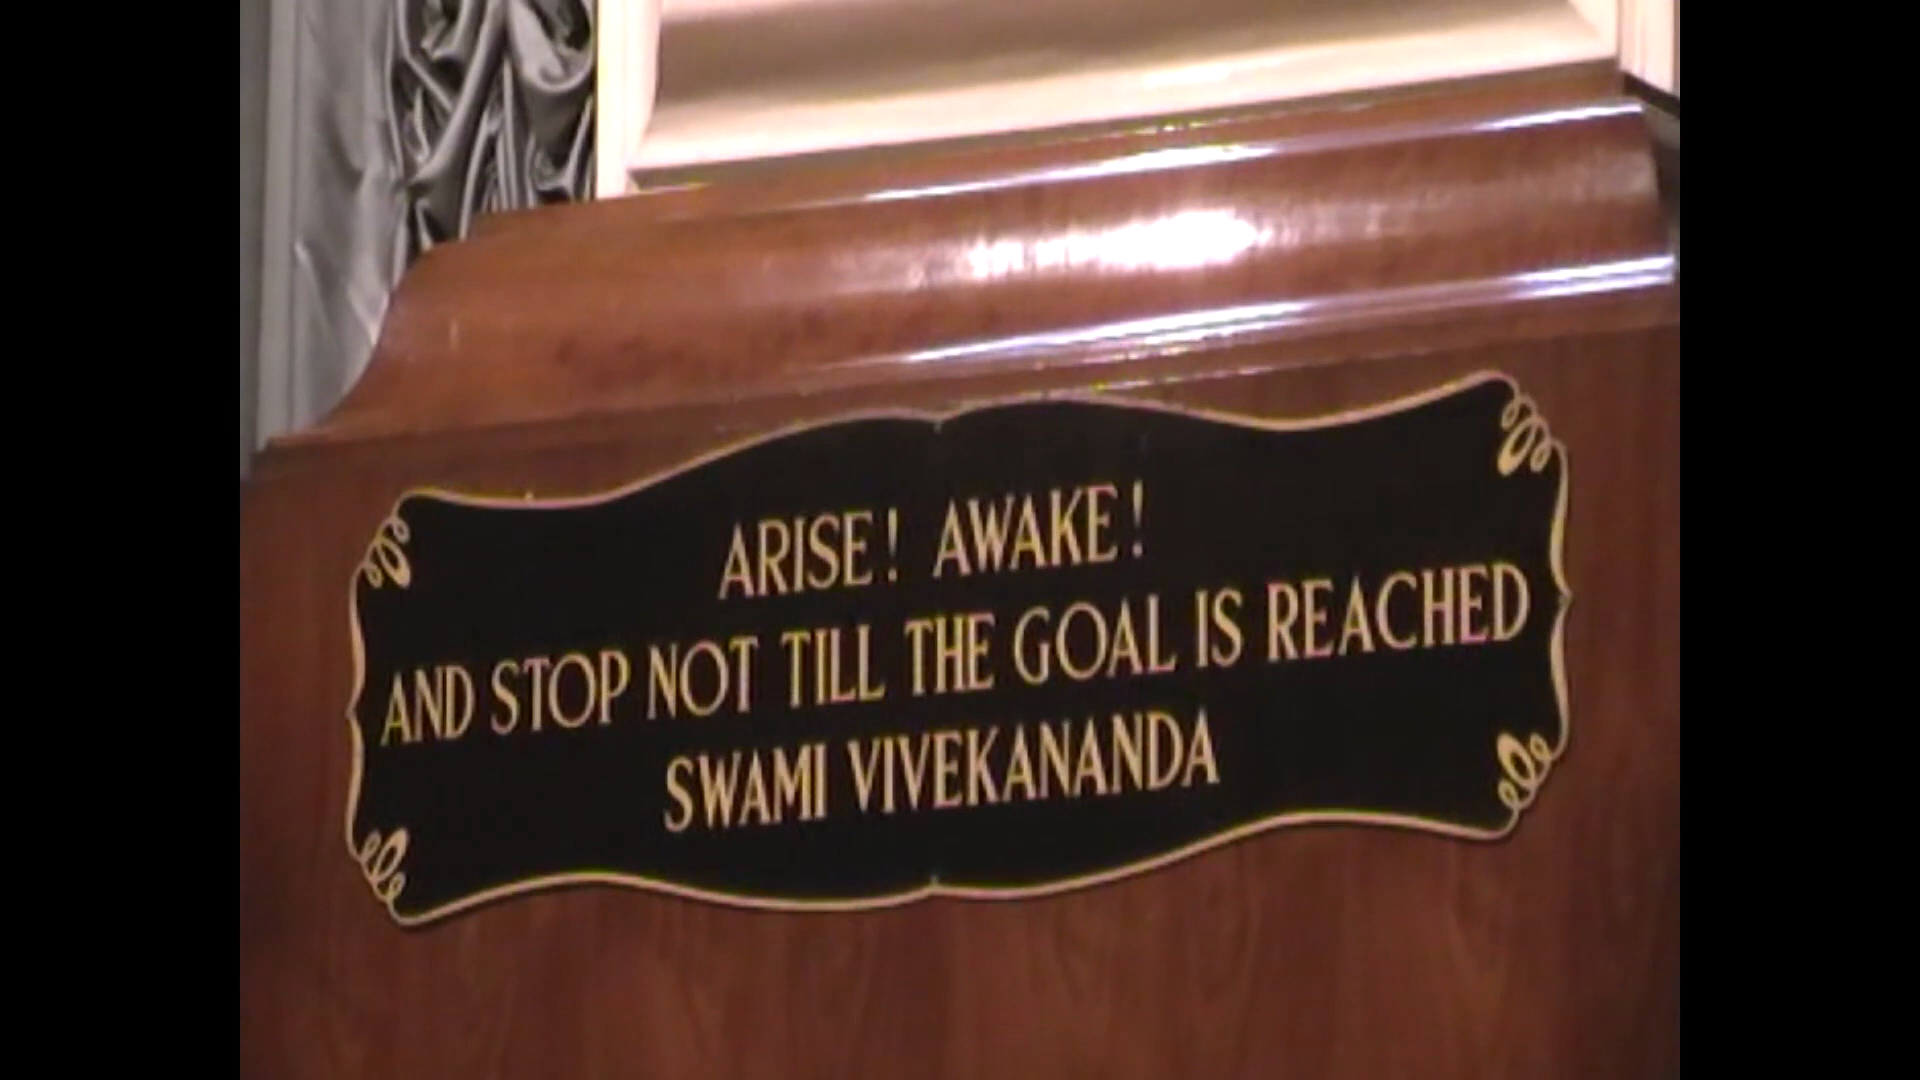 ARISE! AWAKE!
AND STOP NOT TILL THE GOAL IS REACHED
SWAMI VIVEKANANDA